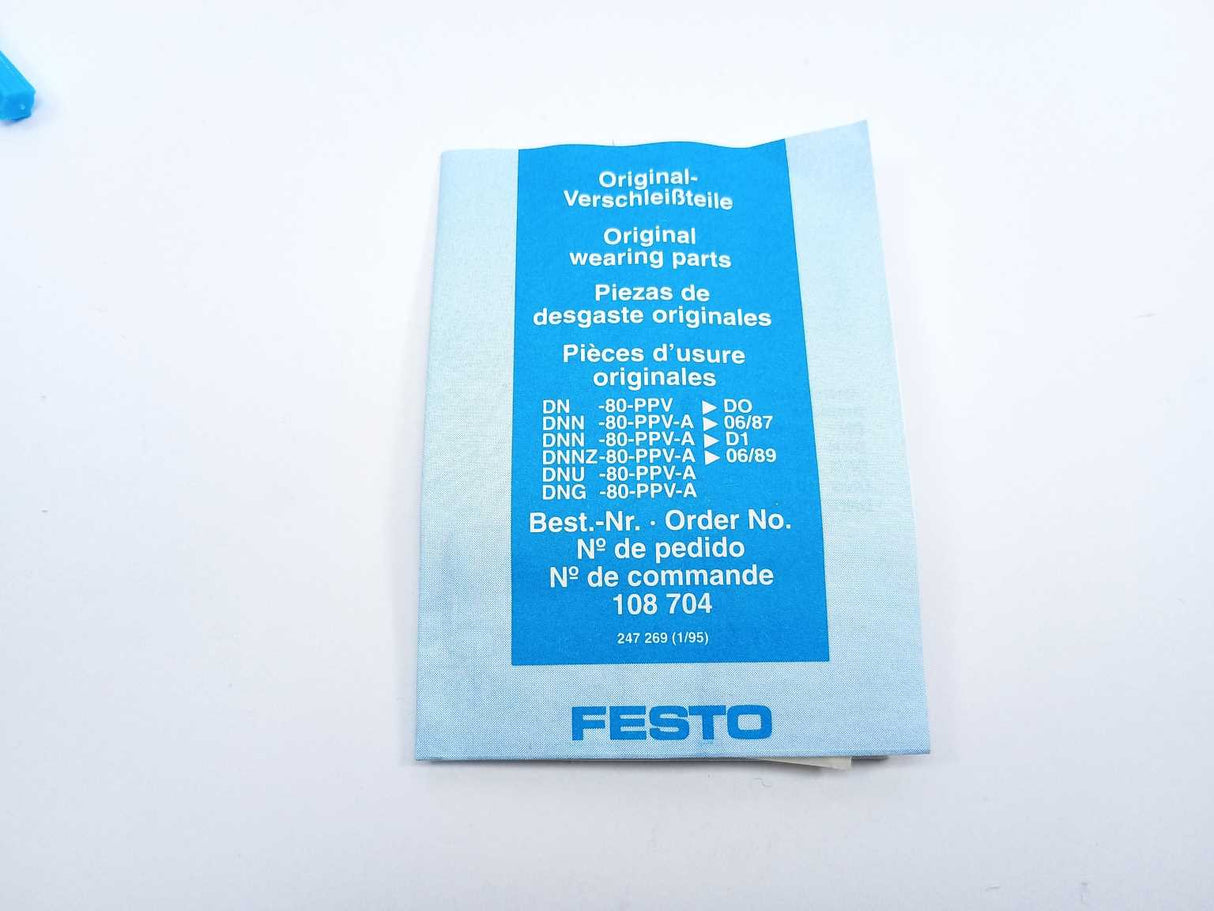 Original-
Verschleißteile
Original
wearing parts
Piezas de
desgaste originales
Pièces d'usure
originales
DN -80-PPV ▶ DO
DNN -80-PPV-A ▶ 06/87
DNN -80-PPV-A ▶ D1
DNNZ-80-PPV-A ▶ 06/89
DNU -80-PPV-A
DNG -80-PPV-A
Best.-Nr. · Order No.
Nº de pedido
Nº de commande
108 704
247 269 (1/95)
FESTO